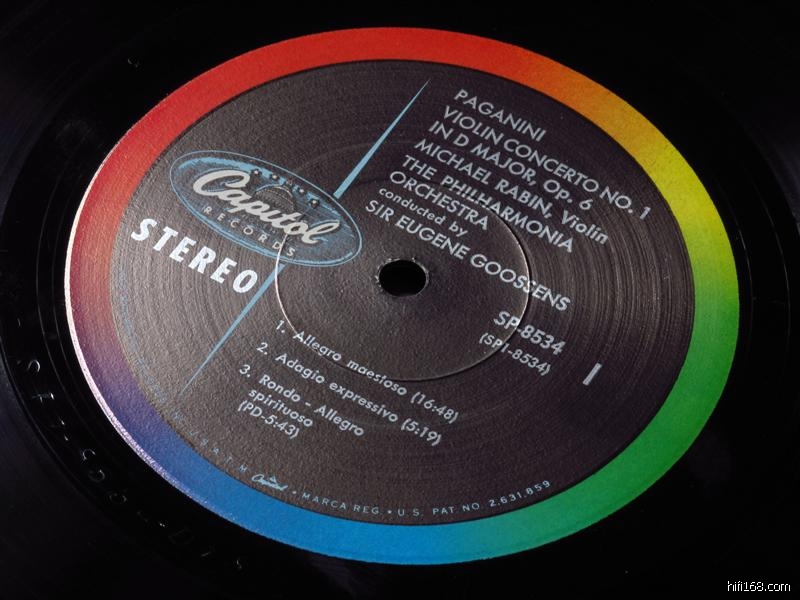 PAGANINI
VIOLIN CONCERTO NO. 1
IN D MAJOR, OP. 6
MICHAEL RABIN, Violin
THE PHILHARMONIA
ORCHESTRA
conducted by
SIR EUGENE GOOSSENS
Capitol
RECORDS
STEREO
SP-8534
(SP1-8534)
1
1. Allegro maestoso (16:48)
2. Adagio expressivo (5:19)
3. Rondo - Allegro
spirituoso
(PD-5:43)
T.M. Capitol • MARCA REG. • U.S. PAT. NO. 2,631,859
hifi168.com